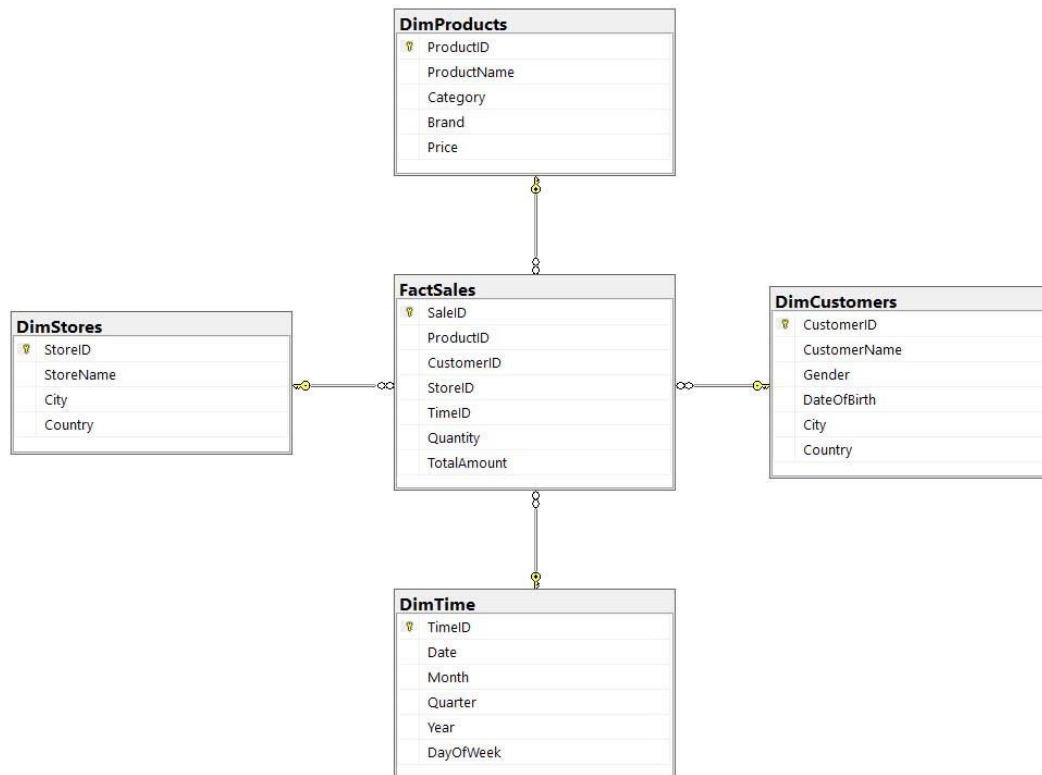 DimProducts
ProductID
ProductName
Category
Brand
Price
FactSales
SaleID
ProductID
CustomerID
StoreID
TimeID
Quantity
TotalAmount
DimStores
StoreID
StoreName
City
Country
DimCustomers
CustomerID
CustomerName
Gender
DateOfBirth
City
Country
DimTime
TimeID
Date
Month
Quarter
Year
DayOfWeek